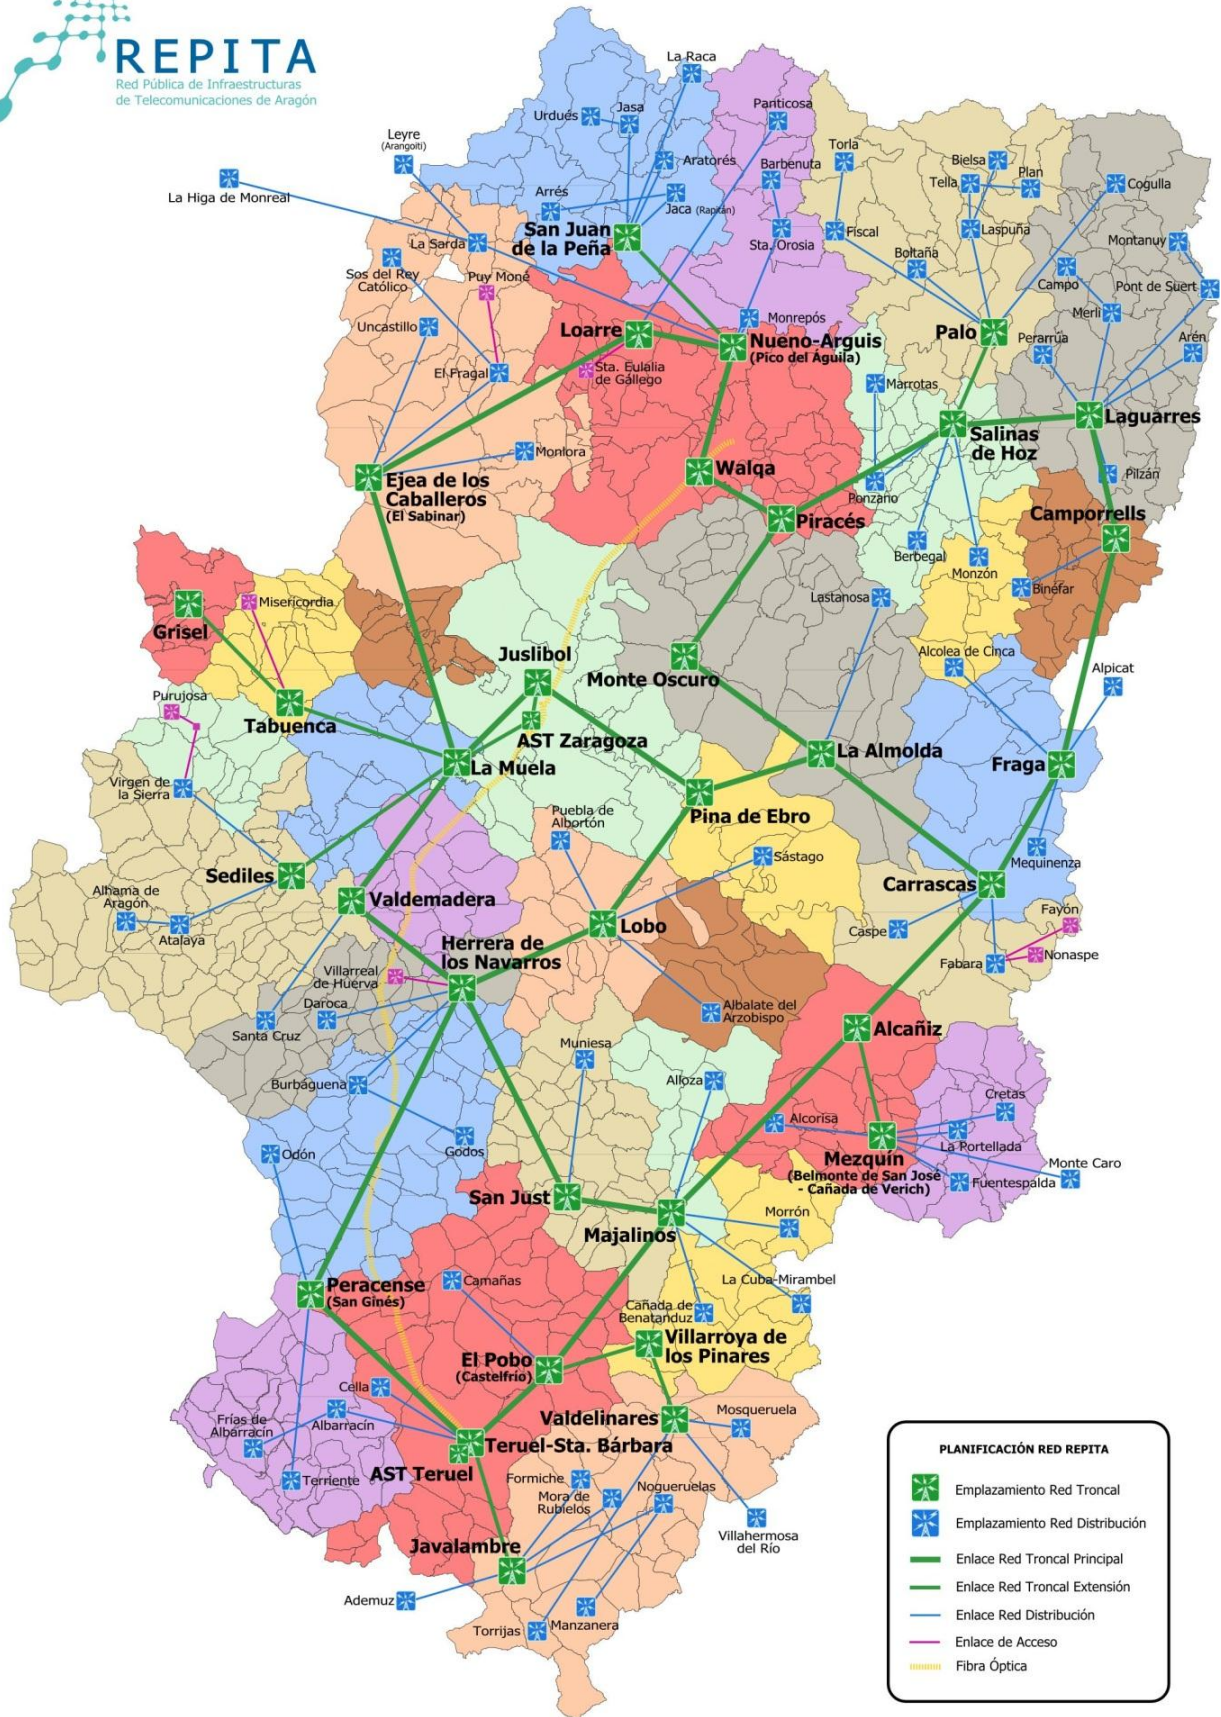 REPITA
Red Pública de Infraestructuras
de Telecomunicaciones de Aragón
La Raca
Urdués
Jasa
Panticosa
Leyre
(Arangoiti)
Torla
Aratorés
Barbenuta
Bielsa
Plan
Tella
Cogulla
La Higa de Monreal
Arrés
Jaca (Rapitán)
San Juan
de la Peña
La Sarda
Sta. Orosia
Fiscal
Laspuña
Montanuy
Sos del Rey
Católico
Puy Moné
Boltaña
Campo
Pont de Suert
Uncastillo
Loarre
Monrepós
Nueno-Arguis
(Pico del Águila)
Palo
Merli
Perarrúa
Arén
El Fragal
Sta. Eulalia
de Gállego
Marrotas
Laguarres
Salinas
de Hoz
Monlora
Walqa
Pilzán
Ejea de los
Caballeros
(El Sabinar)
Ponzano
Piracés
Camporrells
Berbegal
Monzón
Binéfar
Misericordia
Lastanosa
Grisel
Juslibol
Monte Oscuro
Alcolea de Cinca
Alpicat
Purujosa
Tabuenca
AST Zaragoza
La Almolda
Fraga
La Muela
Virgen de
la Sierra
Puebla de
Albortón
Pina de Ebro
Sástago
Mequinenza
Sediles
Valdemadera
Carrascas
Alhama de
Aragón
Atalaya
Lobo
Caspe
Fayón
Herrera de
los Navarros
Nonaspe
Fabara
Villarreal
de Huerva
Daroca
Santa Cruz
Albalate del
Arzobispo
Alcañiz
Muniesa
Burbáguena
Alloza
Cretas
Alcorisa
Godos
Odón
La Portellada
Mezquín
(Belmonte de San José
- Cañada de Verich)
Monte Caro
Fuentespalda
San Just
Morrón
Majalinos
Peracense
(San Ginés)
Camañas
La Cuba-Mirambel
Cañada de
Benatanduz
Villarroya de
los Pinares
El Pobo
(Castelfrío)
Cella
Frías de
Albarracín
Albarracín
Valdelinares
Mosqueruela
Teruel-Sta. Bárbara
AST Teruel
Terriente
Formiche
Mora de
Rubielos
Nogueruelas
Villahermosa
del Río
Javalambre
Ademuz
Torrijas
Manzanera
PLANIFICACIÓN RED REPITA
Emplazamiento Red Troncal
Emplazamiento Red Distribución
Enlace Red Troncal Principal
Enlace Red Troncal Extensión
Enlace Red Distribución
Enlace de Acceso
Fibra Óptica